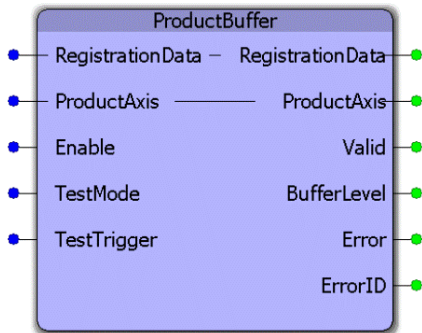 ProductBuffer
RegistrationData RegistrationData
ProductAxis ProductAxis
Enable Valid
TestMode BufferLevel
TestTrigger Error
ErrorID